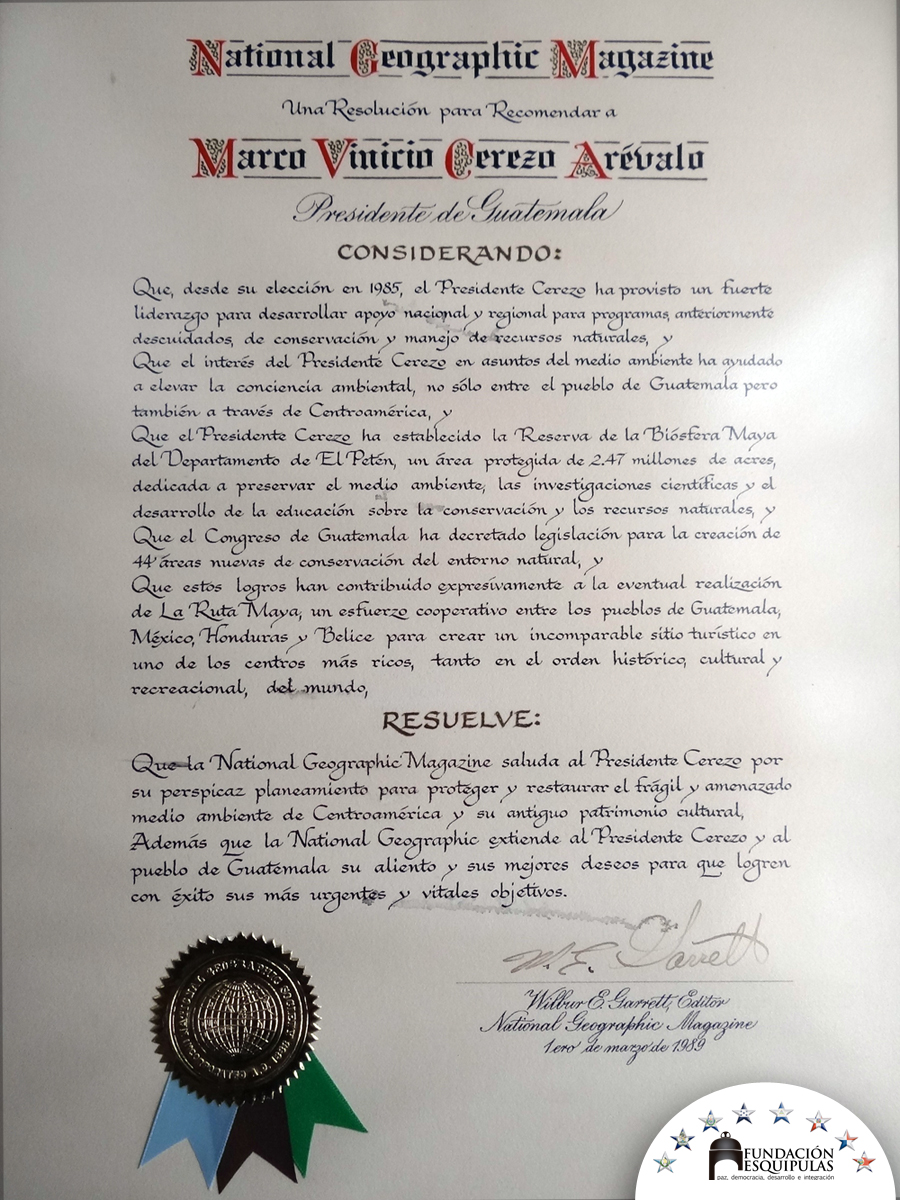 National Geographic Magazine
Una Resolución para Recomendar a
Marco Vinicio Cerezo Arévalo
Presidente de Guatemala
CONSIDERANDO:
Que, desde su elección en 1985, el Presidente Cerezo ha provisto un fuerte
liderazgo para desarrollar apoyo nacional y regional para programas, anteriormente
descuidados, de conservación y manejo de recursos naturales, y
Que el interés del Presidente Cerezo en asuntos del medio ambiente ha ayudado
a elevar la conciencia ambiental, no sólo entre el pueblo de Guatemala pero
también a través de Centroamérica, y
Que el Presidente Cerezo ha establecido la Reserva de la Biósfera Maya
del Departamento de El Petén, un área protegida de 2.47 millones de acres,
dedicada a preservar el medio ambiente, las investigaciones científicas y el
desarrollo de la educación sobre la conservación y los recursos naturales, y
Que el Congreso de Guatemala ha decretado legislación para la creación de
44 áreas nuevas de conservación del entorno natural, y
Que estos logros han contribuido expresivamente a la eventual realización
de La Ruta Maya, un esfuerzo cooperativo entre los pueblos de Guatemala,
México, Honduras y Belice para crear un incomparable sitio turístico en
uno de los centros más ricos, tanto en el orden histórico, cultural y
recreacional, del mundo,
RESUELVE:
Que la National Geographic Magazine saluda al Presidente Cerezo por
su perspicaz planeamiento para proteger y restaurar el frágil y amenazado
medio ambiente de Centroamérica y su antiguo patrimonio cultural,
Además que la National Geographic extiende al Presidente Cerezo y al
pueblo de Guatemala su aliento y sus mejores deseos para que logren
con éxito sus más urgentes y vitales objetivos.
W. E. Garrett
Wilbur E. Garrett, Editor
National Geographic Magazine
1ero de marzo de 1989
NATIONAL GEOGRAPHIC SOCIETY
1888
FUNDACIÓN
ESQUIPULAS
paz, democracia, desarrollo e integración